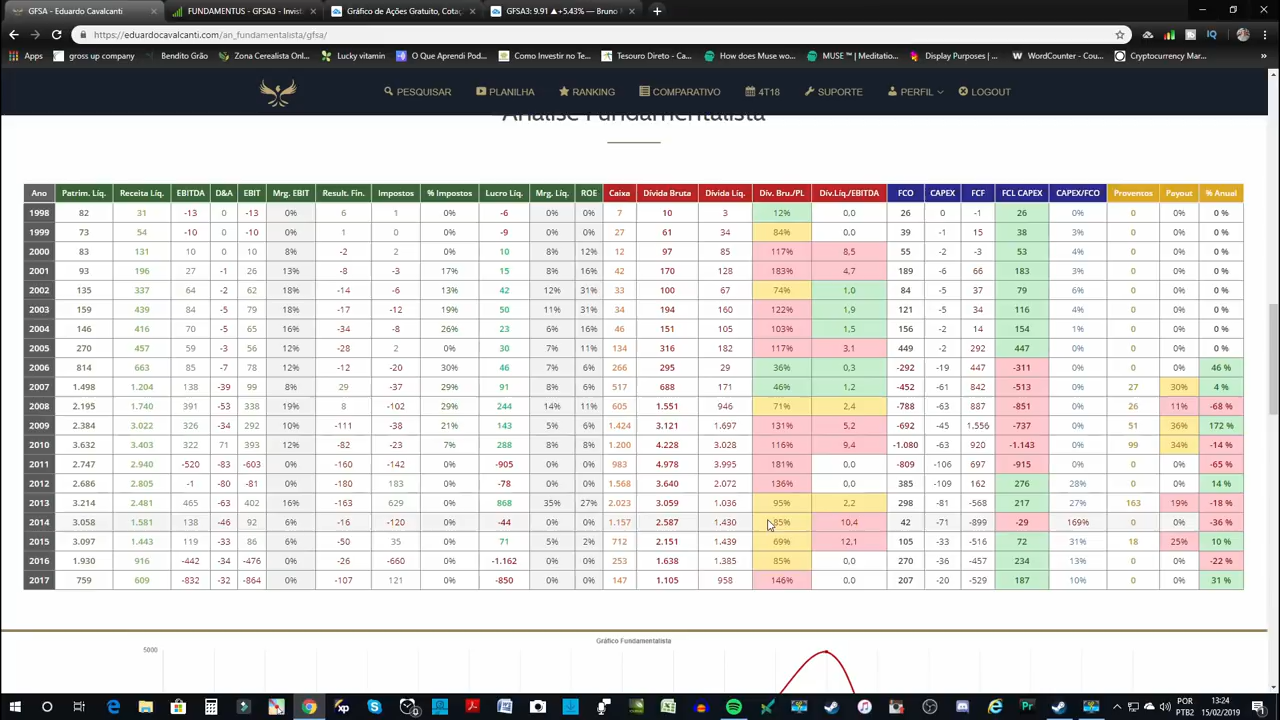 GFSA - Eduardo Cavalcanti
FUNDAMENTUS - GFSA3 - Invist
Gráfico de Ações Gratuito, Cotaç
GFSA3: 9.91 ▲+5.43% — Bruno
https://eduardocavalcanti.com/an_fundamentalista/gfsa/
Apps gross up company Bendito Grão Zona Cerealista Onl... Lucky vitamin O Que Aprendi Pod... Como Investir no Te... Tesouro Direto - Ca... How does Muse wo... MUSE ™ | Meditatio... Display Purposes | ... WordCounter - Cou... Cryptocurrency Mar...
PESQUISAR PLANILHA RANKING COMPARATIVO 4T18 SUPORTE PERFIL LOGOUT
Análise Fundamentalista
Ano Patrim. Líq. Receita Líq. EBITDA D&A EBIT Mrg. EBIT Result. Fin. Impostos % Impostos Lucro Líq. Mrg. Líq. ROE Caixa Dívida Bruta Dívida Líq. Dív. Bru./PL Dív.Líq./EBITDA FCO CAPEX FCF FCL CAPEX CAPEX/FCO Proventos Payout % Anual
1998 82 31 -13 0 -13 0% 6 1 0% -6 0% 0% 7 10 3 12% 0,0 26 0 -1 26 0% 0 0% 0 %
1999 73 54 -10 0 -10 0% 1 0 0% -9 0% 0% 27 61 34 84% 0,0 39 -1 15 38 3% 0 0% 0 %
2000 83 131 10 0 10 8% -2 2 0% 10 8% 12% 12 97 85 117% 8,5 55 -2 -3 53 4% 0 0% 0 %
2001 93 196 27 -1 26 13% -8 -3 17% 15 8% 16% 42 170 128 183% 4,7 189 -6 66 183 3% 0 0% 0 %
2002 135 337 64 -2 62 18% -14 -6 13% 42 12% 31% 33 100 67 74% 1,0 84 -5 37 79 6% 0 0% 0 %
2003 159 439 84 -5 79 18% -17 -12 19% 50 11% 31% 34 194 160 122% 1,9 121 -5 34 116 4% 0 0% 0 %
2004 146 416 70 -5 65 16% -34 -8 26% 23 6% 16% 46 151 105 103% 1,5 156 -2 14 154 1% 0 0% 0 %
2005 270 457 59 -3 56 12% -28 2 0% 30 7% 11% 134 316 182 117% 3,1 449 -2 292 447 0% 0 0% 0 %
2006 814 663 85 -7 78 12% -12 -20 30% 46 7% 6% 266 295 29 36% 0,3 -292 -19 447 -311 0% 0 0% 46 %
2007 1.498 1.204 138 -39 99 8% 29 -37 29% 91 8% 6% 517 688 171 46% 1,2 -452 -61 842 -513 0% 27 30% 4 %
2008 2.195 1.740 391 -53 338 19% 8 -102 29% 244 14% 11% 605 1.551 946 71% 2,4 -788 -63 887 -851 0% 26 11% -68 %
2009 2.384 3.022 326 -34 292 10% -111 -38 21% 143 5% 6% 1.424 3.121 1.697 131% 5,2 -692 -45 1.556 -737 0% 51 36% 172 %
2010 3.632 3.403 322 71 393 12% -82 -23 7% 288 8% 8% 1.200 4.228 3.028 116% 9,4 -1.080 -63 920 -1.143 0% 99 34% -14 %
2011 2.747 2.940 -520 -83 -603 0% -160 -142 0% -905 0% 0% 983 4.978 3.995 181% 0,0 -809 -106 697 -915 0% 0 0% -65 %
2012 2.686 2.805 -1 -80 -81 0% -180 183 0% -78 0% 0% 1.568 3.640 2.072 136% 0,0 385 -109 162 276 28% 0 0% 14 %
2013 3.214 2.481 465 -63 402 16% -163 629 0% 868 35% 27% 2.023 3.059 1.036 95% 2,2 298 -81 -568 217 27% 163 19% -18 %
2014 3.058 1.581 138 -46 92 6% -16 -120 0% -44 0% 0% 1.157 2.587 1.430 85% 10,4 42 -71 -899 -29 169% 0 0% -36 %
2015 3.097 1.443 119 -33 86 6% -50 35 0% 71 5% 2% 712 2.151 1.439 69% 12,1 105 -33 -516 72 31% 18 25% 10 %
2016 1.930 916 -442 -34 -476 0% -26 -660 0% -1.162 0% 0% 253 1.638 1.385 85% 0,0 270 -36 -457 234 13% 0 0% -22 %
2017 759 609 -832 -32 -864 0% -107 121 0% -850 0% 0% 147 1.105 958 146% 0,0 207 -20 -529 187 10% 0 0% 31 %
Gráfico Fundamentalista
5000
POR 13:24
PTB2 15/02/2019